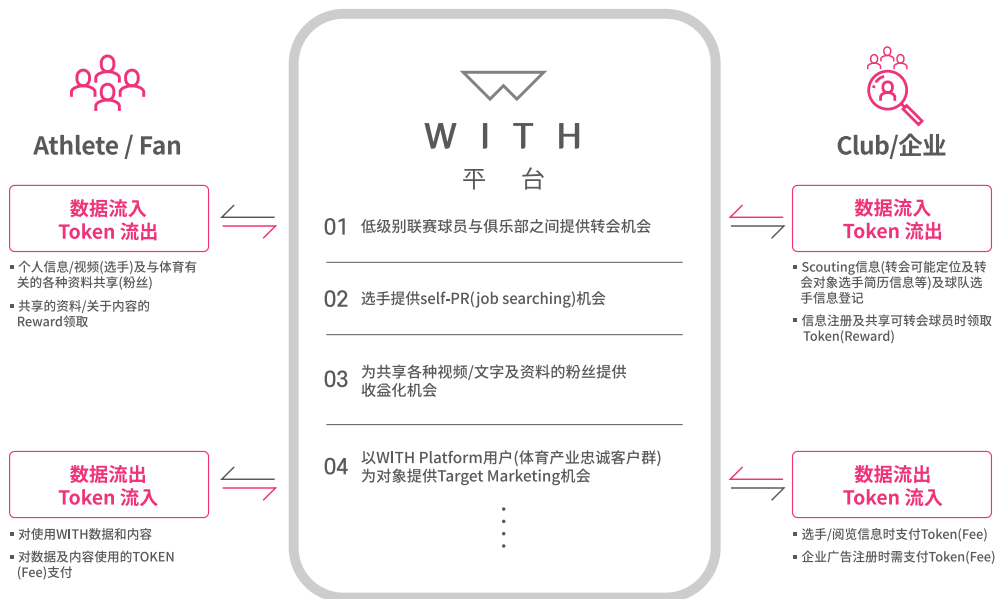 Athlete / Fan
数据流入
Token 流出
▪ 个人信息/视频(选手)及与体育有
关的各种资料共享(粉丝)
▪ 共享的资料/关于内容的
Reward领取
数据流出
Token 流入
▪ 对使用WITH数据和内容
▪ 对数据及内容使用的TOKEN
(Fee)支付
WITH
平台
01 低级别联赛球员与俱乐部之间提供转会机会
02 选手提供self-PR(job searching)机会
03 为共享各种视频/文字及资料的粉丝提供
收益化机会
04 以WITH Platform用户(体育产业忠诚客户群)
为对象提供Target Marketing机会
Club/企业
数据流入
Token 流出
▪ Scouting信息(转会可能定位及转
会对象选手简历信息等)及球队选
手信息登记
▪ 信息注册及共享可转会球员时领取
Token(Reward)
数据流出
Token 流入
▪ 选手/阅览信息时支付Token(Fee)
▪ 企业广告注册时需支付Token(Fee)